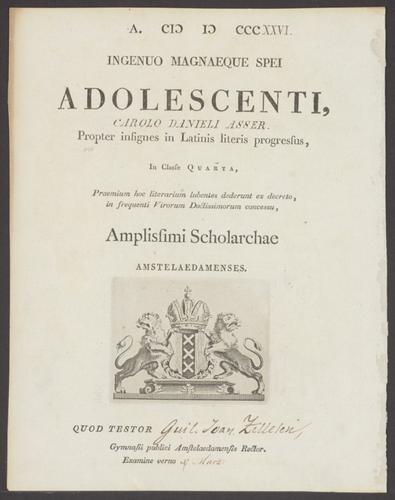 A. CIƆ IƆ CCCXXVI.
INGENUO MAGNAEQUE SPEI
ADOLESCENTI,
CAROLO DANIELI ASSER.
Propter insignes in Latinis literis progressus,
In Classe QUARTA,
Praemium hoc literarium lubentes dederunt ex decreto,
in frequenti Virorum Doctissimorum concessu,
Amplissimi Scholarchae
AMSTELAEDAMENSES.
QUOD TESTOR Guil. Joan. Zillesen,
Gymnasii publici Amstelaedamensis Rector.
Examine verno Mart.